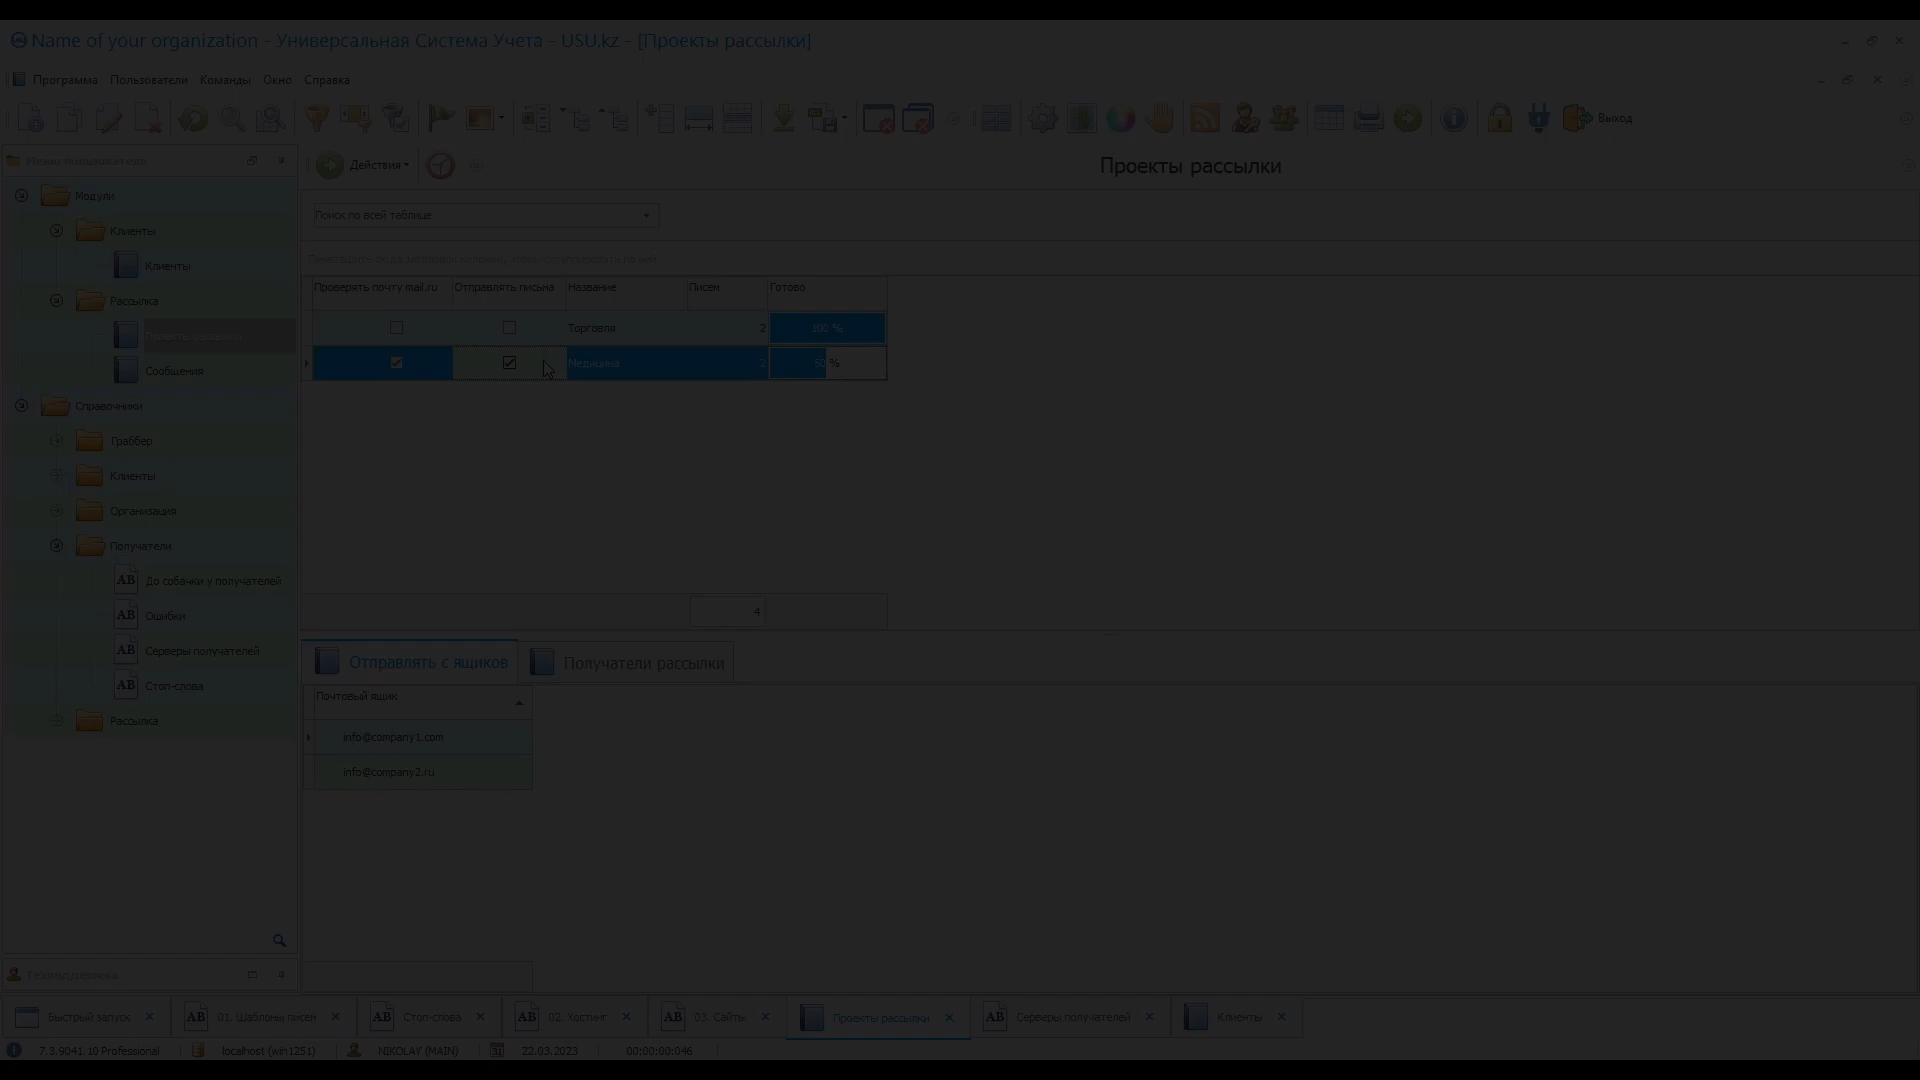 Name of your organization - Универсальная Система Учета - USU.kz - [Проекты рассылки]
Программа Пользователи Команды Окно Справка
Выход
Меню пользователя
Действия
Проекты рассылки
Модули
Клиенты
Клиенты
Рассылка
Проекты рассылки
Сообщения
Справочники
Граббер
Клиенты
Организация
Получатели
До собачки у получателей
Ошибки
Серверы получателей
Стоп-слова
Рассылка
Поиск по всей таблице
Проверять почту mail.ru Отправлять письма Название Писем Готово
Торговля 2 100 %
Медицина 2 50 %
4
Отправлять с ящиков Получатели рассылки
Почтовый ящик
info@company1.com
info@company2.ru
Техподдержка
Быстрый запуск 01. Шаблоны писем Стоп-слова 02. Хостинг 03. Сайты Проекты рассылки Серверы получателей Клиенты
7.3.9041.10 Professional localhost (win1251) NIKOLAY (MAIN) 22.03.2023 00:00:00:046